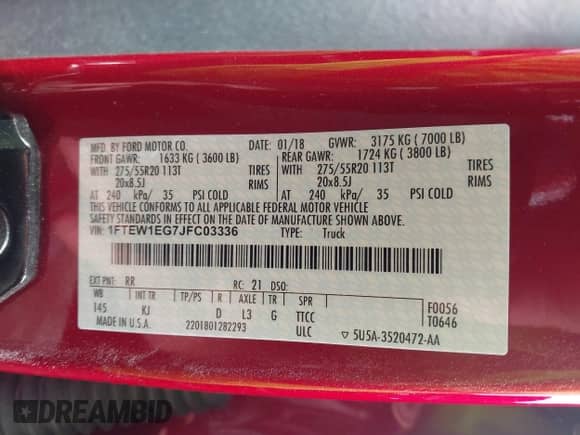 MFD. BY FORD MOTOR CO. DATE: 01/18 GVWR: 3175 KG ( 7000 LB)
FRONT GAWR: 1633 KG ( 3600 LB) REAR GAWR: 1724 KG ( 3800 LB)
WITH 275/55R20 113T TIRES WITH 275/55R20 113T TIRES
20x8.5J RIMS 20x8.5J RIMS
AT 240 kPa/ 35 PSI COLD AT 240 kPa/ 35 PSI COLD
THIS VEHICLE CONFORMS TO ALL APPLICABLE FEDERAL MOTOR VEHICLE
SAFETY STANDARDS IN EFFECT ON THE DATE OF MANUFACTURE SHOWN ABOVE.
VIN: 1FTEW1EG7JFC03336 TYPE: Truck
EXT PNT: RR RC: 21 DSO:
WB INT TR TP/PS R AXLE TR SPR
145 KJ D L3 G TTCC F0056
ULC T0646
MADE IN U.S.A. 2201801282293 ▽ 5U5A-3520472-AA
DREAMBID